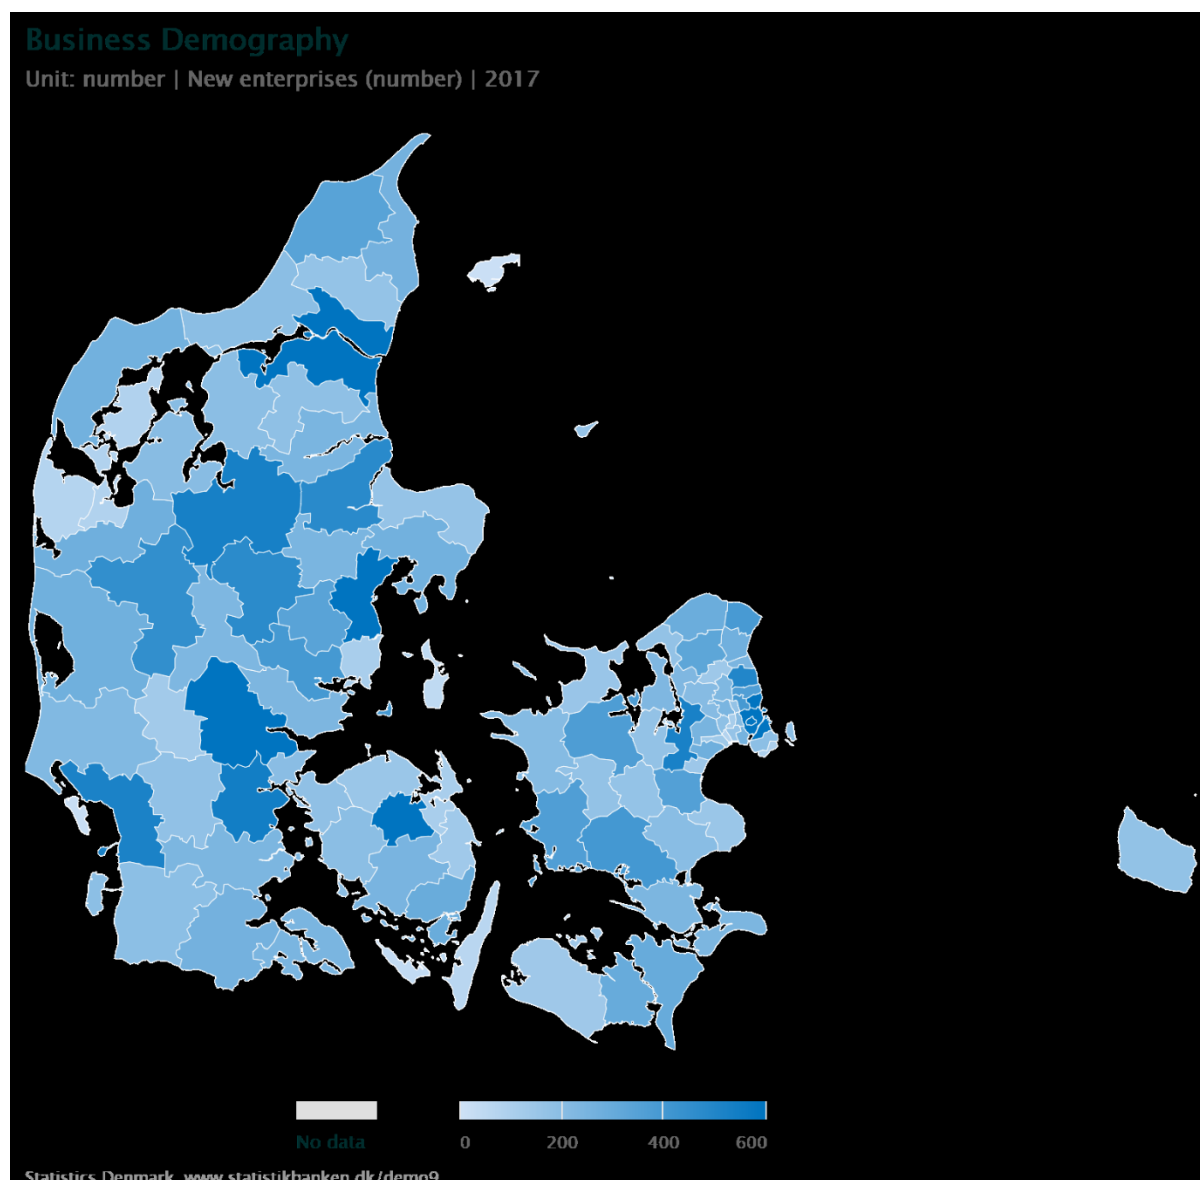 Business Demography
Unit: number | New enterprises (number) | 2017
No data
0 200 400 600
Statistics Denmark, www.statistikbanken.dk/demo9